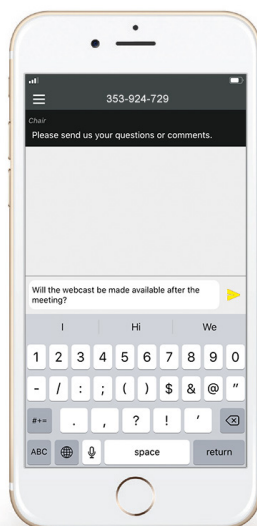 353-924-729
Chair
Please send us your questions or comments.
Will the webcast be made available after the
meeting?
I Hi We
1 2 3 4 5 6 7 8 9 0
- / : ; ( ) $ & @ "
#+= . , ? ! '
ABC space return